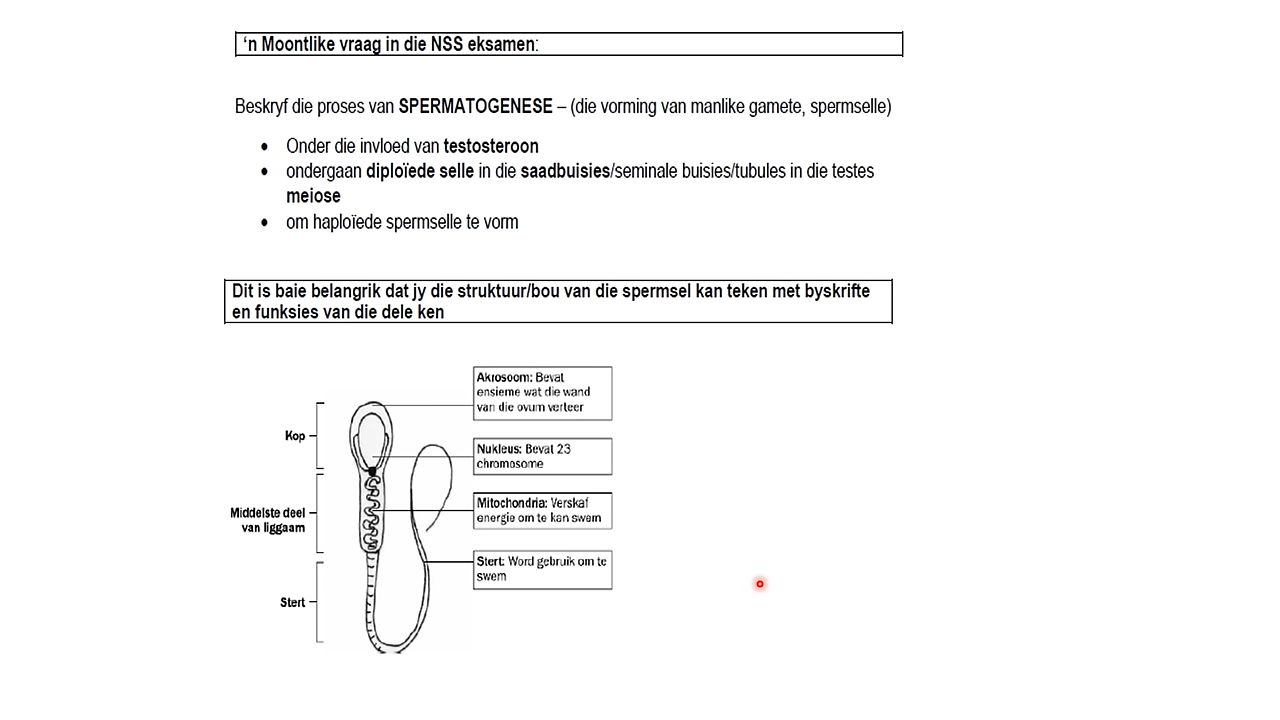 ‘n Moontlike vraag in die NSS eksamen:
Beskryf die proses van SPERMATOGENESE – (die vorming van manlike gamete, spermselle)
• Onder die invloed van testosteroon
• ondergaan diploïede selle in die saadbuisies/seminale buisies/tubules in die testes
meiose
• om haploïede spermselle te vorm
Dit is baie belangrik dat jy die struktuur/bou van die spermsel kan teken met byskrifte
en funksies van die dele ken
Akrosoom: Bevat
ensieme wat die wand
van die ovum verteer
Kop
Nukleus: Bevat 23
chromosome
Middelste deel
van liggaam
Mitochondria: Verskaf
energie om te kan swem
Stert: Word gebruik om te
swem
Stert